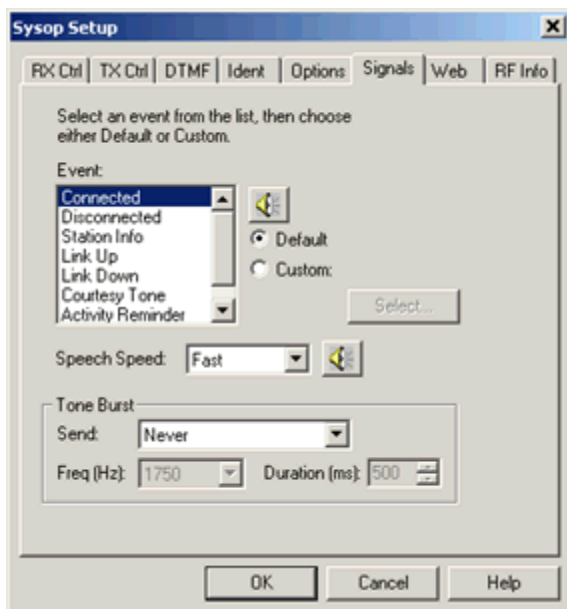 Sysop Setup
RX Ctrl TX Ctrl DTMF Ident Options Signals Web RF Info
Select an event from the list, then choose
either Default or Custom.
Event:
Connected
Disconnected
Station Info
Link Up
Link Down
Courtesy Tone
Activity Reminder
Default
Custom:
Select...
Speech Speed: Fast
Tone Burst
Send: Never
Freq (Hz): 1750 Duration (ms): 500
OK Cancel Help